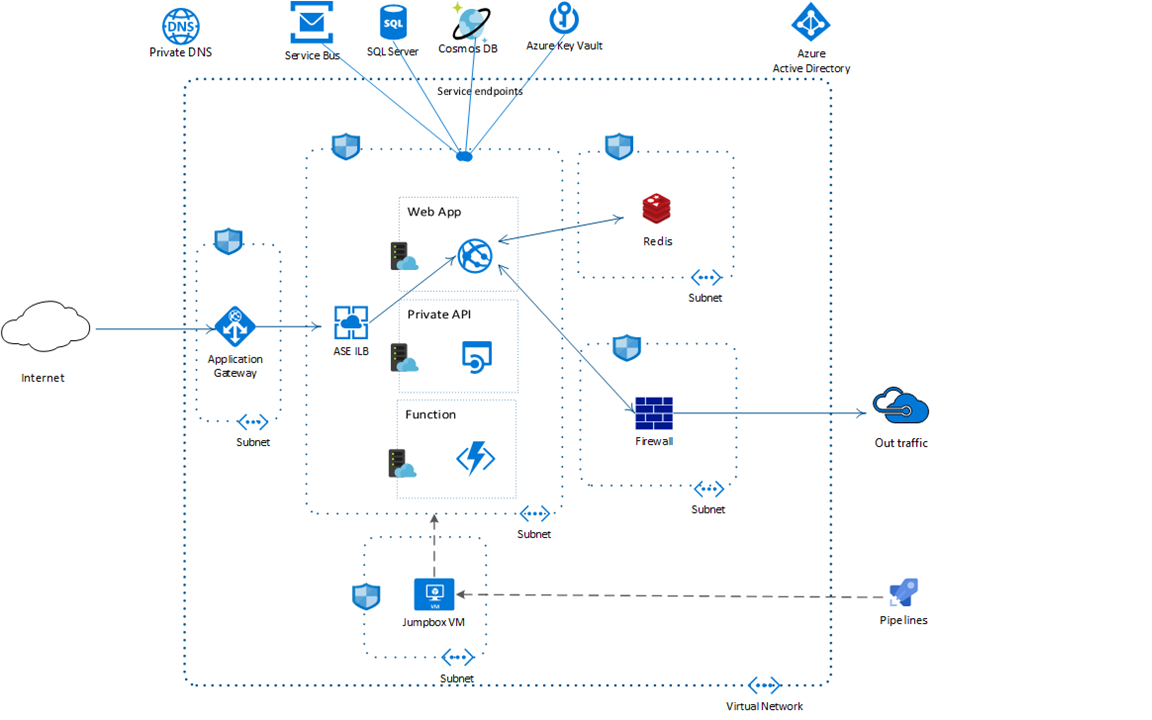 DNS
Private DNS
Service Bus
SQL
SQL Server
Cosmos DB
Azure Key Vault
Azure
Active Directory
Service endpoints
Web App
Redis
Subnet
Internet
Application
Gateway
Subnet
ASE ILB
Private API
Function
Subnet
Firewall
Subnet
Out traffic
VM
Jumpbox VM
Subnet
Pipelines
Virtual Network